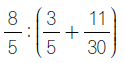 8/5 : (3/5 + 11/30)